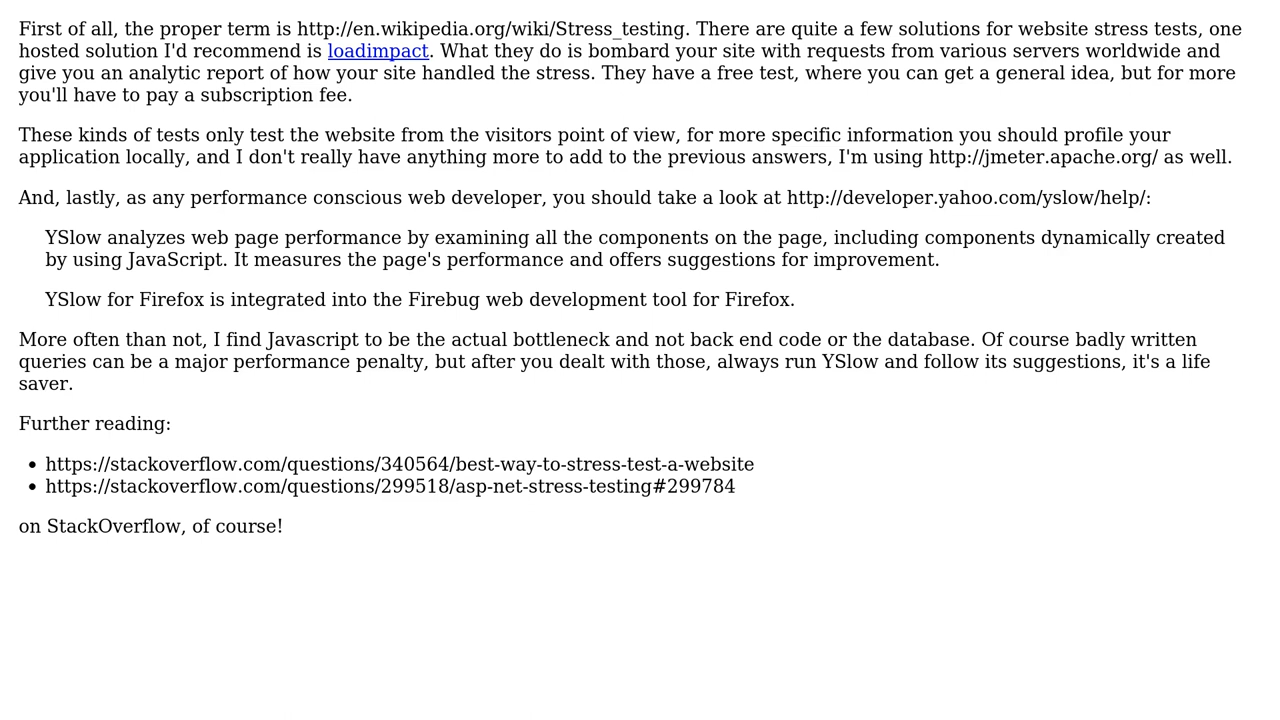 First of all, the proper term is http://en.wikipedia.org/wiki/Stress_testing. There are quite a few solutions for website stress tests, one
hosted solution I'd recommend is loadimpact. What they do is bombard your site with requests from various servers worldwide and
give you an analytic report of how your site handled the stress. They have a free test, where you can get a general idea, but for more
you'll have to pay a subscription fee.
These kinds of tests only test the website from the visitors point of view, for more specific information you should profile your
application locally, and I don't really have anything more to add to the previous answers, I'm using http://jmeter.apache.org/ as well.
And, lastly, as any performance conscious web developer, you should take a look at http://developer.yahoo.com/yslow/help/:
YSlow analyzes web page performance by examining all the components on the page, including components dynamically created
by using JavaScript. It measures the page's performance and offers suggestions for improvement.
YSlow for Firefox is integrated into the Firebug web development tool for Firefox.
More often than not, I find Javascript to be the actual bottleneck and not back end code or the database. Of course badly written
queries can be a major performance penalty, but after you dealt with those, always run YSlow and follow its suggestions, it's a life
saver.
Further reading:
• https://stackoverflow.com/questions/340564/best-way-to-stress-test-a-website
• https://stackoverflow.com/questions/299518/asp-net-stress-testing#299784
on StackOverflow, of course!